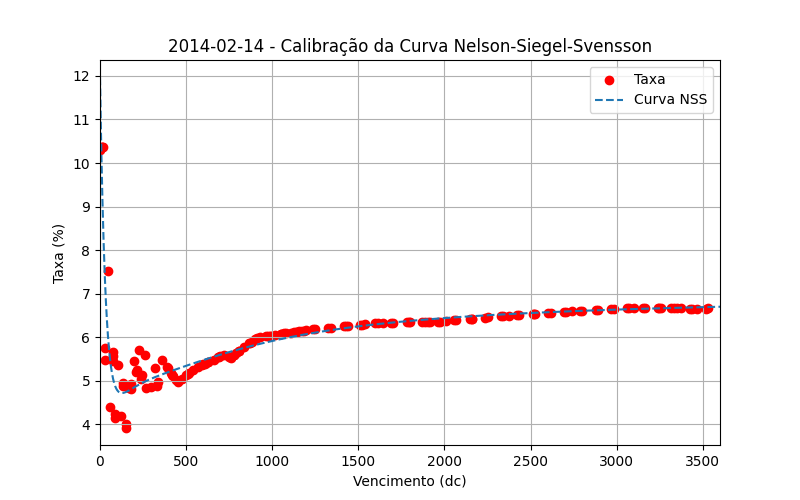 2014-02-14 - Calibração da Curva Nelson-Siegel-Svensson
Taxa
Curva NSS
Taxa (%)
12
11
10
9
8
7
6
5
4
0 500 1000 1500 2000 2500 3000 3500
Vencimento (dc)